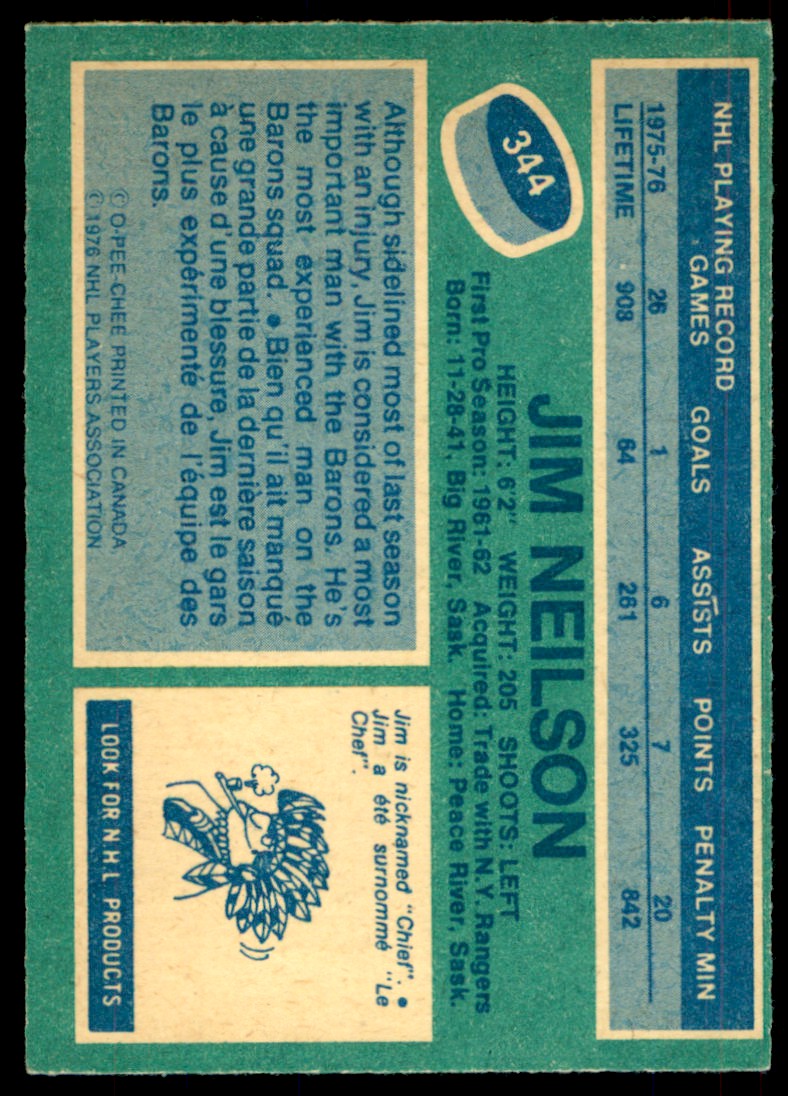 NHL PLAYING RECORD
GAMES GOALS ASSISTS POINTS PENALTY MIN
1975-76 26 1 6 7 20
LIFETIME 908 64 261 325 842
344
JIM NEILSON
HEIGHT: 6'2" WEIGHT: 205 SHOOTS: LEFT
First Pro Season: 1961-62 Acquired: Trade with N.Y. Rangers
Born: 11-28-41, Big River, Sask. Home: Peace River, Sask.
Although sidelined most of last season
with an injury, Jim is considered a most
important man with the Barons. He's
the most experienced man on the
Barons squad. • Bien qu'il ait manqué
une grande partie de la dernière saison
à cause d'une blessure, Jim est le gars
le plus expérimenté de l'équipe des
Barons.
© O-PEE-CHEE PRINTED IN CANADA
© 1976 NHL PLAYERS ASSOCIATION
Jim is nicknamed "Chief". •
Jim a été surnommé "Le
Chef".
LOOK FOR N.H.L. PRODUCTS